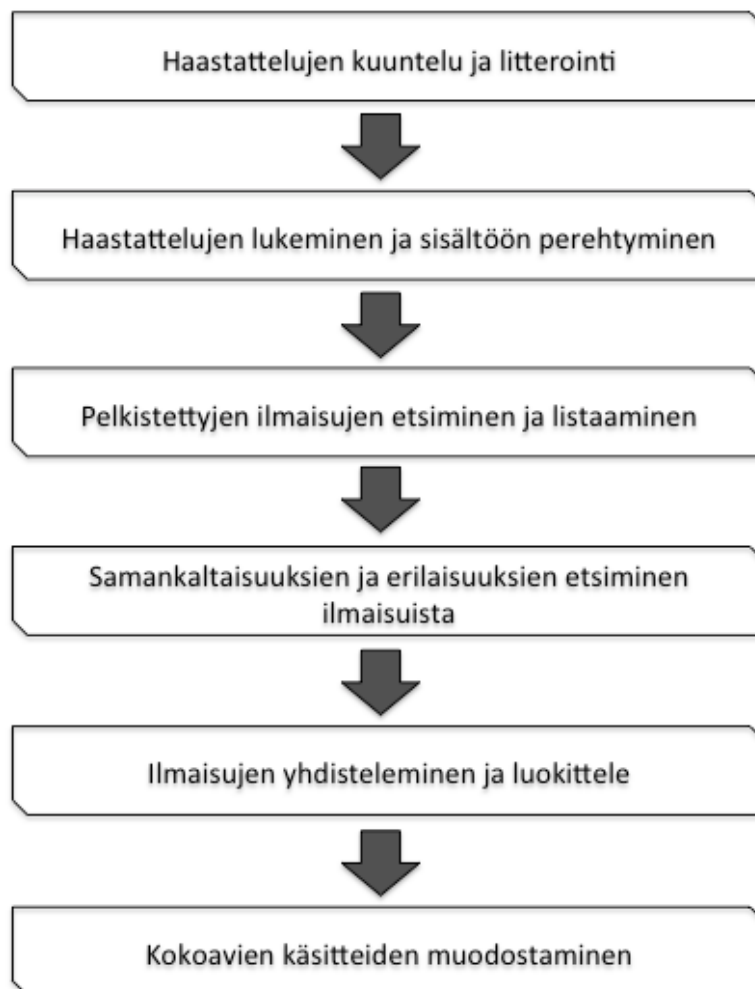 Haastattelujen kuuntelu ja litterointi
Haastattelujen lukeminen ja sisältöön perehtyminen
Pelkistettyjen ilmaisujen etsiminen ja listaaminen
Samankaltaisuuksien ja erilaisuuksien etsiminen
ilmaisuista
Ilmaisujen yhdisteleminen ja luokittele
Kokoavien käsitteiden muodostaminen